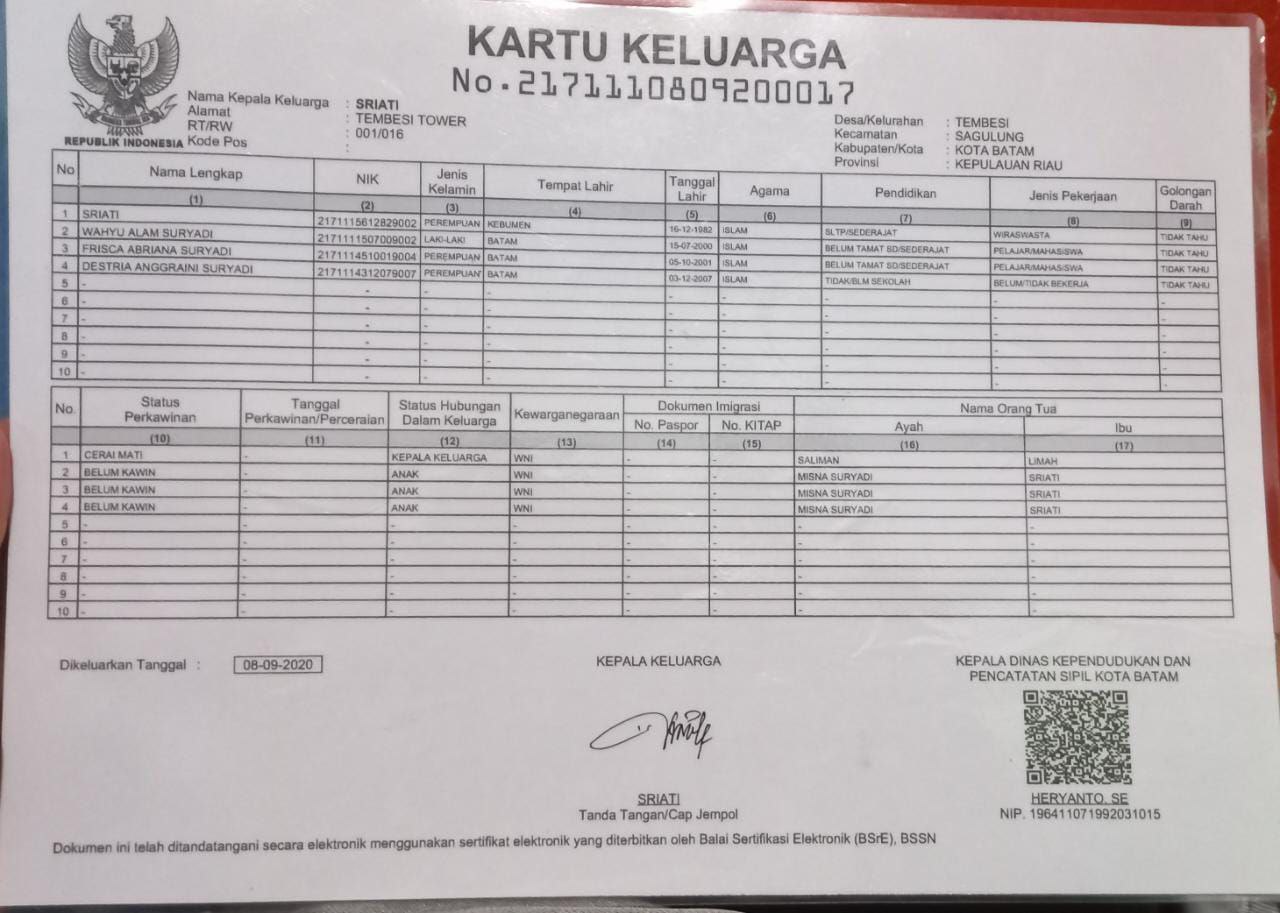 KARTU KELUARGA
No.2171110809200017
REPUBLIK INDONESIA
Nama Kepala Keluarga : SRIATI
Alamat : TEMBESI TOWER
RT/RW : 001/016
Kode Pos :
Desa/Kelurahan : TEMBESI
Kecamatan : SAGULUNG
Kabupaten/Kota : KOTA BATAM
Provinsi : KEPULAUAN RIAU
No Nama Lengkap NIK Jenis Kelamin Tempat Lahir Tanggal Lahir Agama Pendidikan Jenis Pekerjaan Golongan Darah
(1) (2) (3) (4) (5) (6) (7) (8) (9)
1 SRIATI 2171115612829002 PEREMPUAN KEBUMEN 16-12-1982 ISLAM SLTP/SEDERAJAT WIRASWASTA TIDAK TAHU
2 WAHYU ALAM SURYADI 2171111507009002 LAKI-LAKI BATAM 15-07-2000 ISLAM BELUM TAMAT SD/SEDERAJAT PELAJAR/MAHASISWA TIDAK TAHU
3 FRISCA ABRIANA SURYADI 2171114510019004 PEREMPUAN BATAM 05-10-2001 ISLAM BELUM TAMAT SD/SEDERAJAT PELAJAR/MAHASISWA TIDAK TAHU
4 DESTRIA ANGGRAINI SURYADI 2171114312079007 PEREMPUAN BATAM 03-12-2007 ISLAM TIDAK/BLM SEKOLAH BELUM/TIDAK BEKERJA TIDAK TAHU
5 - - - - - - - - -
6 - - - - - - - - -
7 - - - - - - - - -
8 - - - - - - - - -
9 - - - - - - - - -
10 - - - - - - - - -
No. Status Perkawinan Tanggal Perkawinan/Perceraian Status Hubungan Dalam Keluarga Kewarganegaraan Dokumen Imigrasi Nama Orang Tua
No. Paspor No. KITAP Ayah Ibu
(10) (11) (12) (13) (14) (15) (16) (17)
1 CERAI MATI - KEPALA KELUARGA WNI - - SALIMAN LIMAH
2 BELUM KAWIN - ANAK WNI - - MISNA SURYADI SRIATI
3 BELUM KAWIN - ANAK WNI - - MISNA SURYADI SRIATI
4 BELUM KAWIN - ANAK WNI - - MISNA SURYADI SRIATI
5 - - - - - - - -
6 - - - - - - - -
7 - - - - - - - -
8 - - - - - - - -
9 - - - - - - - -
10 - - - - - - - -
Dikeluarkan Tanggal : 08-09-2020
KEPALA KELUARGA
SRIATI
Tanda Tangan/Cap Jempol
KEPALA DINAS KEPENDUDUKAN DAN
PENCATATAN SIPIL KOTA BATAM
HERYANTO. SE
NIP. 196411071992031015
Dokumen ini telah ditandatangani secara elektronik menggunakan sertifikat elektronik yang diterbitkan oleh Balai Sertifikasi Elektronik (BSrE), BSSN